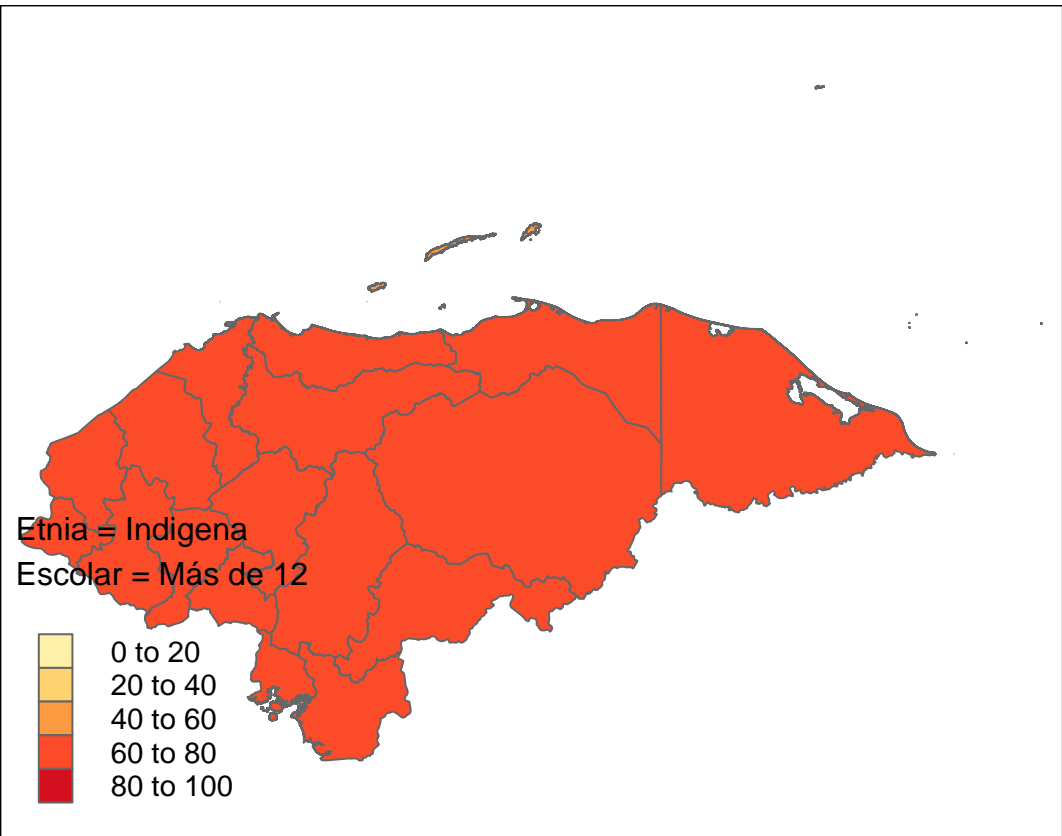 Etnia = Indigena
Escolar = Más de 12
0 to 20
20 to 40
40 to 60
60 to 80
80 to 100